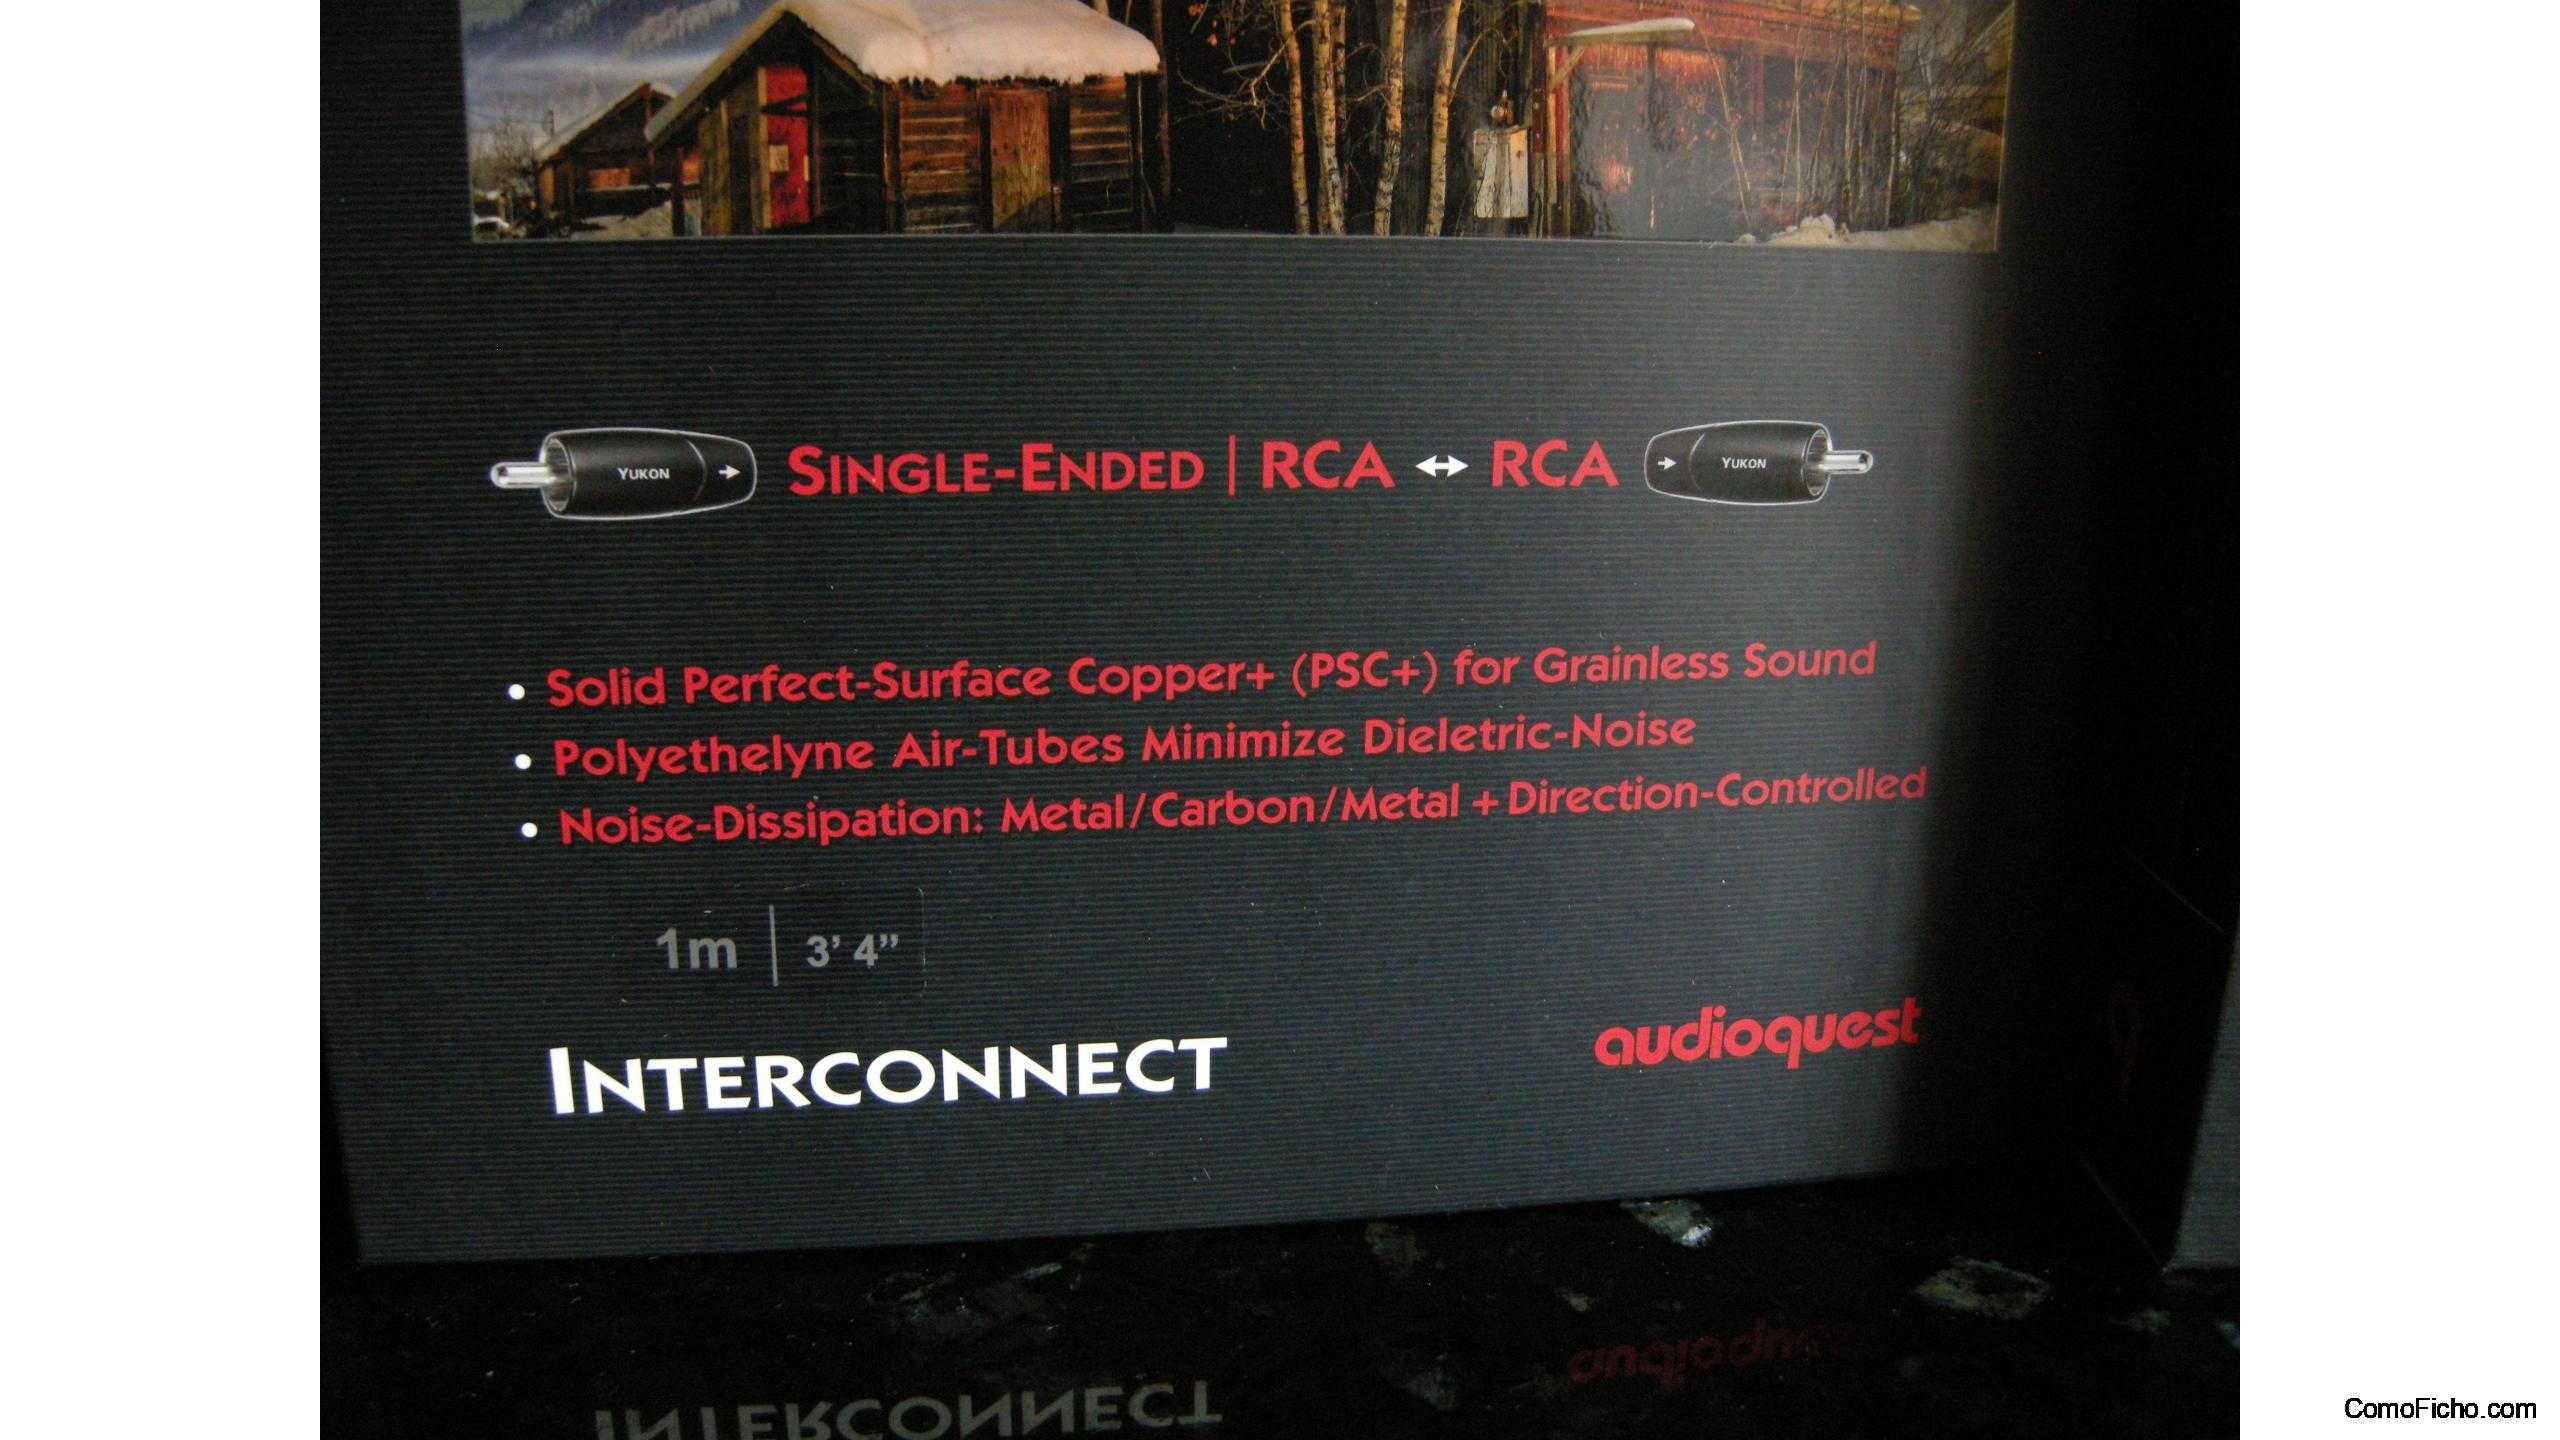 YUKON → SINGLE-ENDED | RCA ↔ RCA → YUKON
• Solid Perfect-Surface Copper+ (PSC+) for Grainless Sound
• Polyethelyne Air-Tubes Minimize Dieletric-Noise
• Noise-Dissipation: Metal/Carbon/Metal + Direction-Controlled
1m | 3’ 4”
INTERCONNECT
audioquest
INTERCONNECT
ComoFicho.com